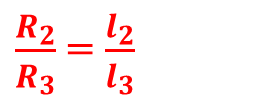 R₂/R₃ = l₂/l₃